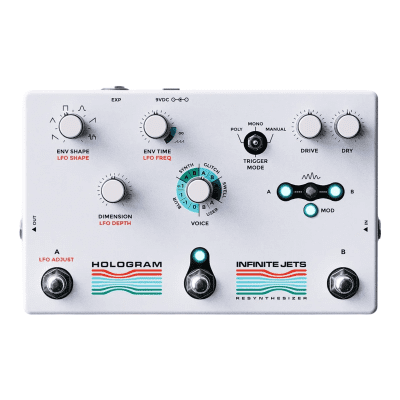 EXP
9VDC
MONO
POLY
MANUAL
TRIGGER
MODE
ENV SHAPE
LFO SHAPE
ENV TIME
LFO FREQ
DRIVE
DRY
SYNTH
GLITCH
SWELL
BLUR
USER
A
B
A
B
A
B
MOD
DIMENSION
LFO DEPTH
VOICE
OUT
IN
A
LFO ADJUST
B
HOLOGRAM
INFINITE JETS
RESYNTHESIZER